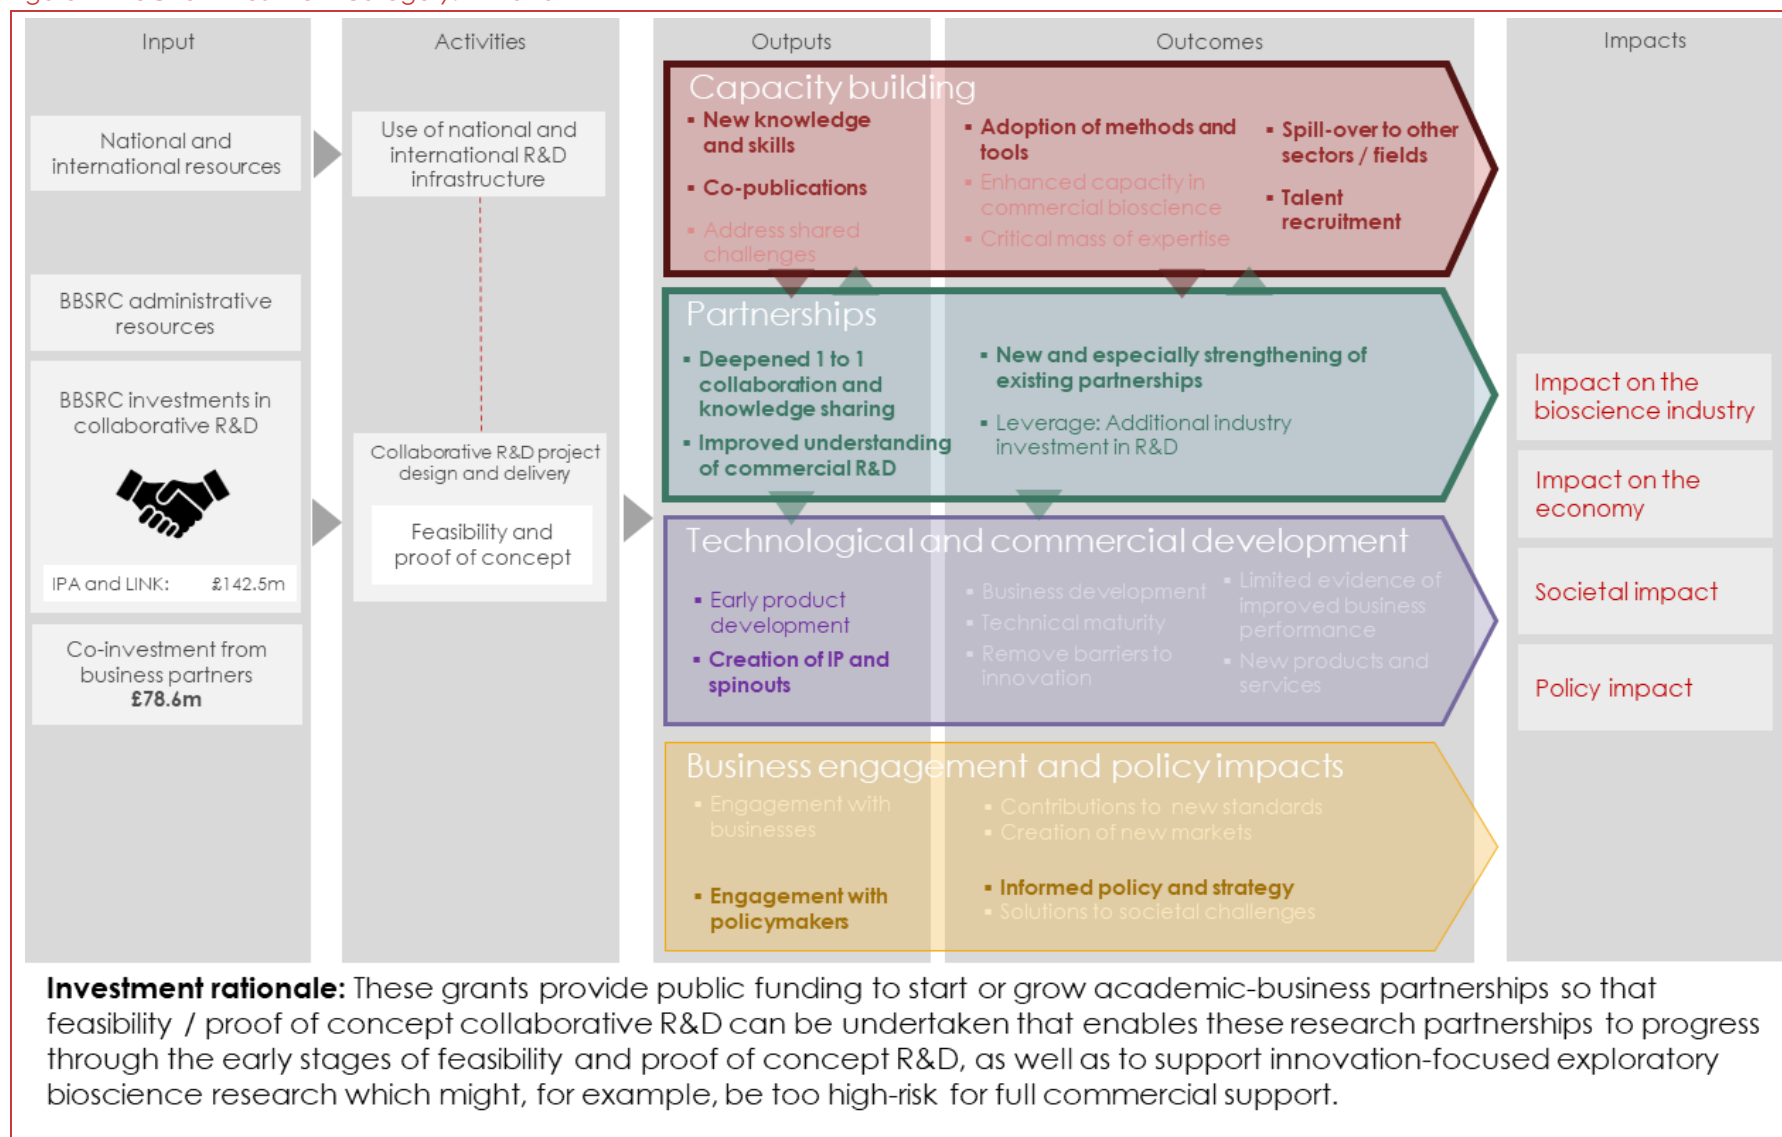 Input
Activities
Outputs
Outcomes
Impacts
National and
international resources
BBSRC administrative
resources
BBSRC investments in
collaborative R&D
IPA and LINK: £142.5m
Co-investment from
business partners
£78.6m
Use of national and
international R&D
infrastructure
Collaborative R&D project
design and delivery
Feasibility and
proof of concept
Capacity building
▪ New knowledge
and skills
▪ Co-publications
▪ Address shared
challenges
▪ Adoption of methods and
tools
▪ Enhanced capacity in
commercial bioscience
▪ Critical mass of expertise
▪ Spill-over to other
sectors / fields
▪ Talent
recruitment
Partnerships
▪ Deepened 1 to 1
collaboration and
knowledge sharing
▪ Improved understanding
of commercial R&D
▪ New and especially strengthening of
existing partnerships
▪ Leverage: Additional industry
investment in R&D
Technological and commercial development
▪ Early product
development
▪ Creation of IP and
spinouts
▪ Business development
▪ Technical maturity
▪ Remove barriers to
innovation
▪ Limited evidence of
improved business
performance
▪ New products and
services
Business engagement and policy impacts
▪ Engagement with
businesses
▪ Engagement with
policymakers
▪ Contributions to new standards
▪ Creation of new markets
▪ Informed policy and strategy
▪ Solutions to societal challenges
Impact on the
bioscience industry
Impact on the
economy
Societal impact
Policy impact
Investment rationale: These grants provide public funding to start or grow academic-business partnerships so that
feasibility / proof of concept collaborative R&D can be undertaken that enables these research partnerships to progress
through the early stages of feasibility and proof of concept R&D, as well as to support innovation-focused exploratory
bioscience research which might, for example, be too high-risk for full commercial support.